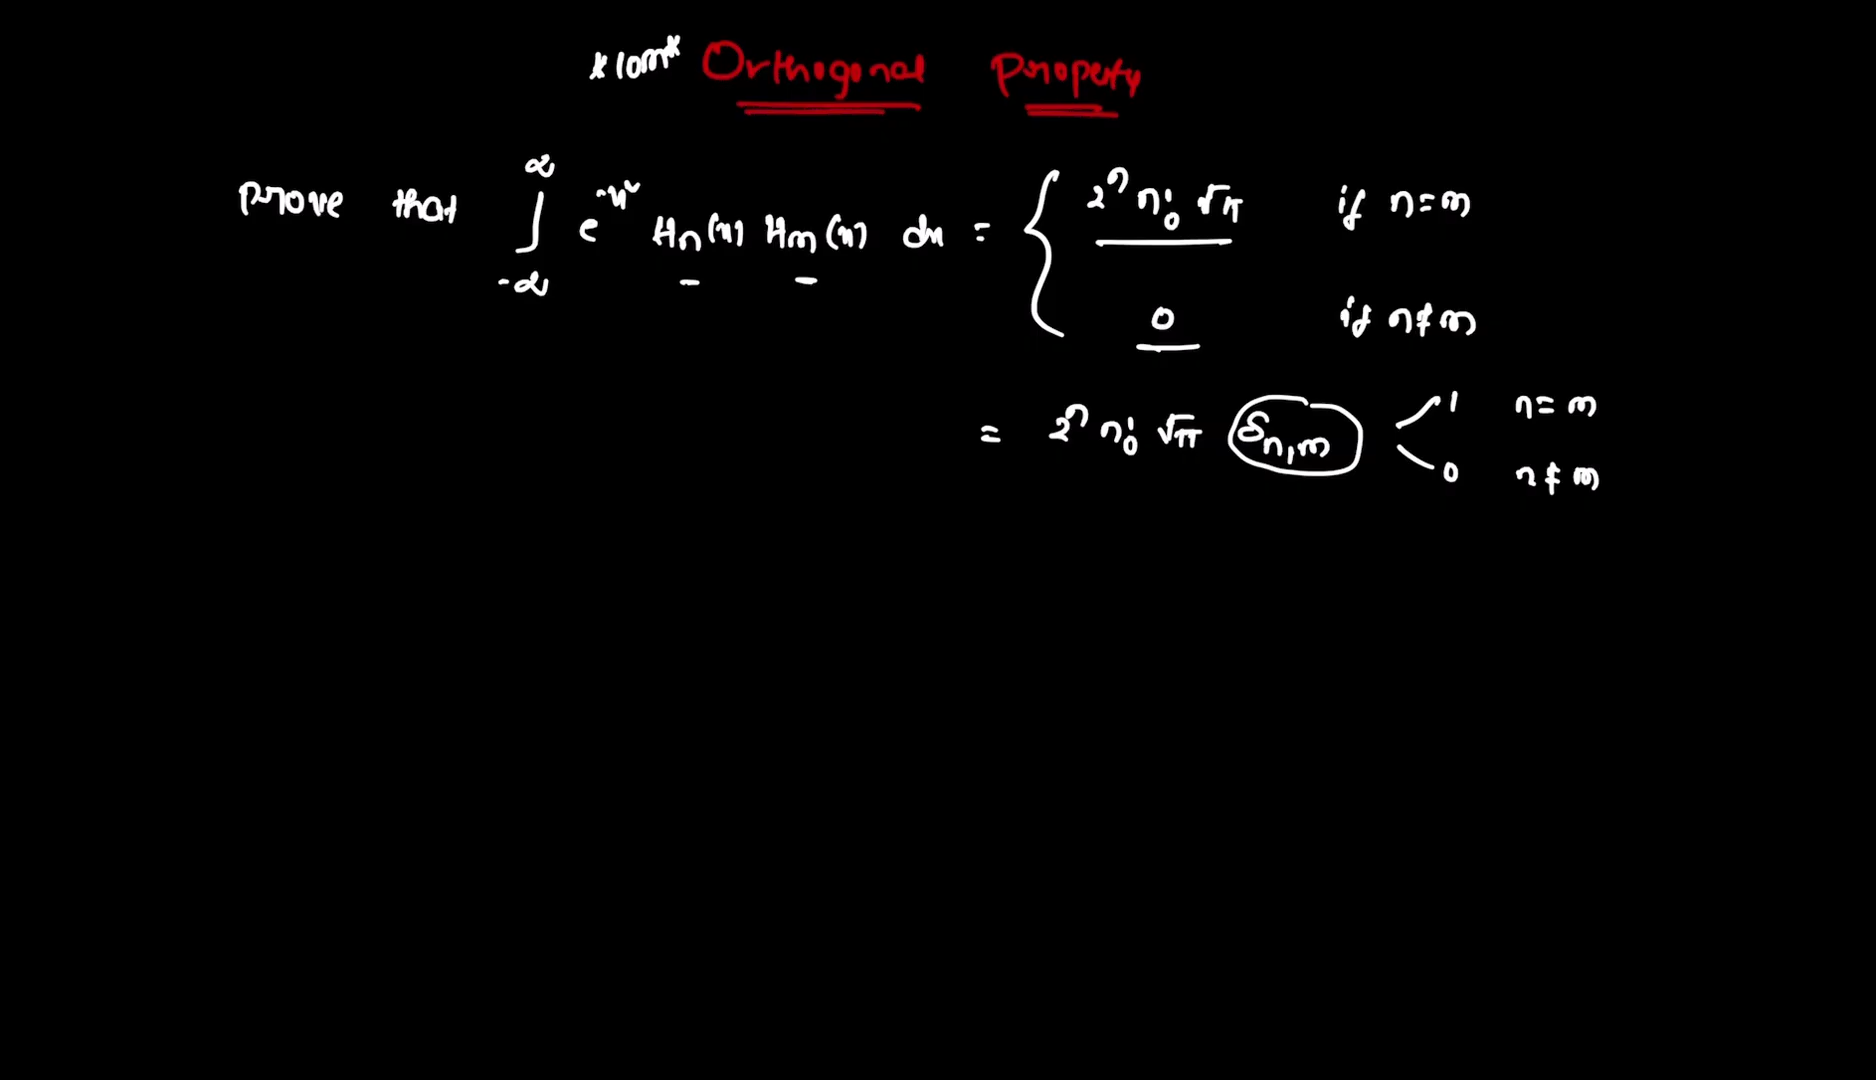 *10m* Orthogonal Property
Prove that ∫_{-∞}^{∞} e^{-x²} Hn(x) Hm(x) dx = { 2ⁿ n! √π if n=m
0 if n≠m
= 2ⁿ n! √π δn,m 1 n=m
0 n≠m